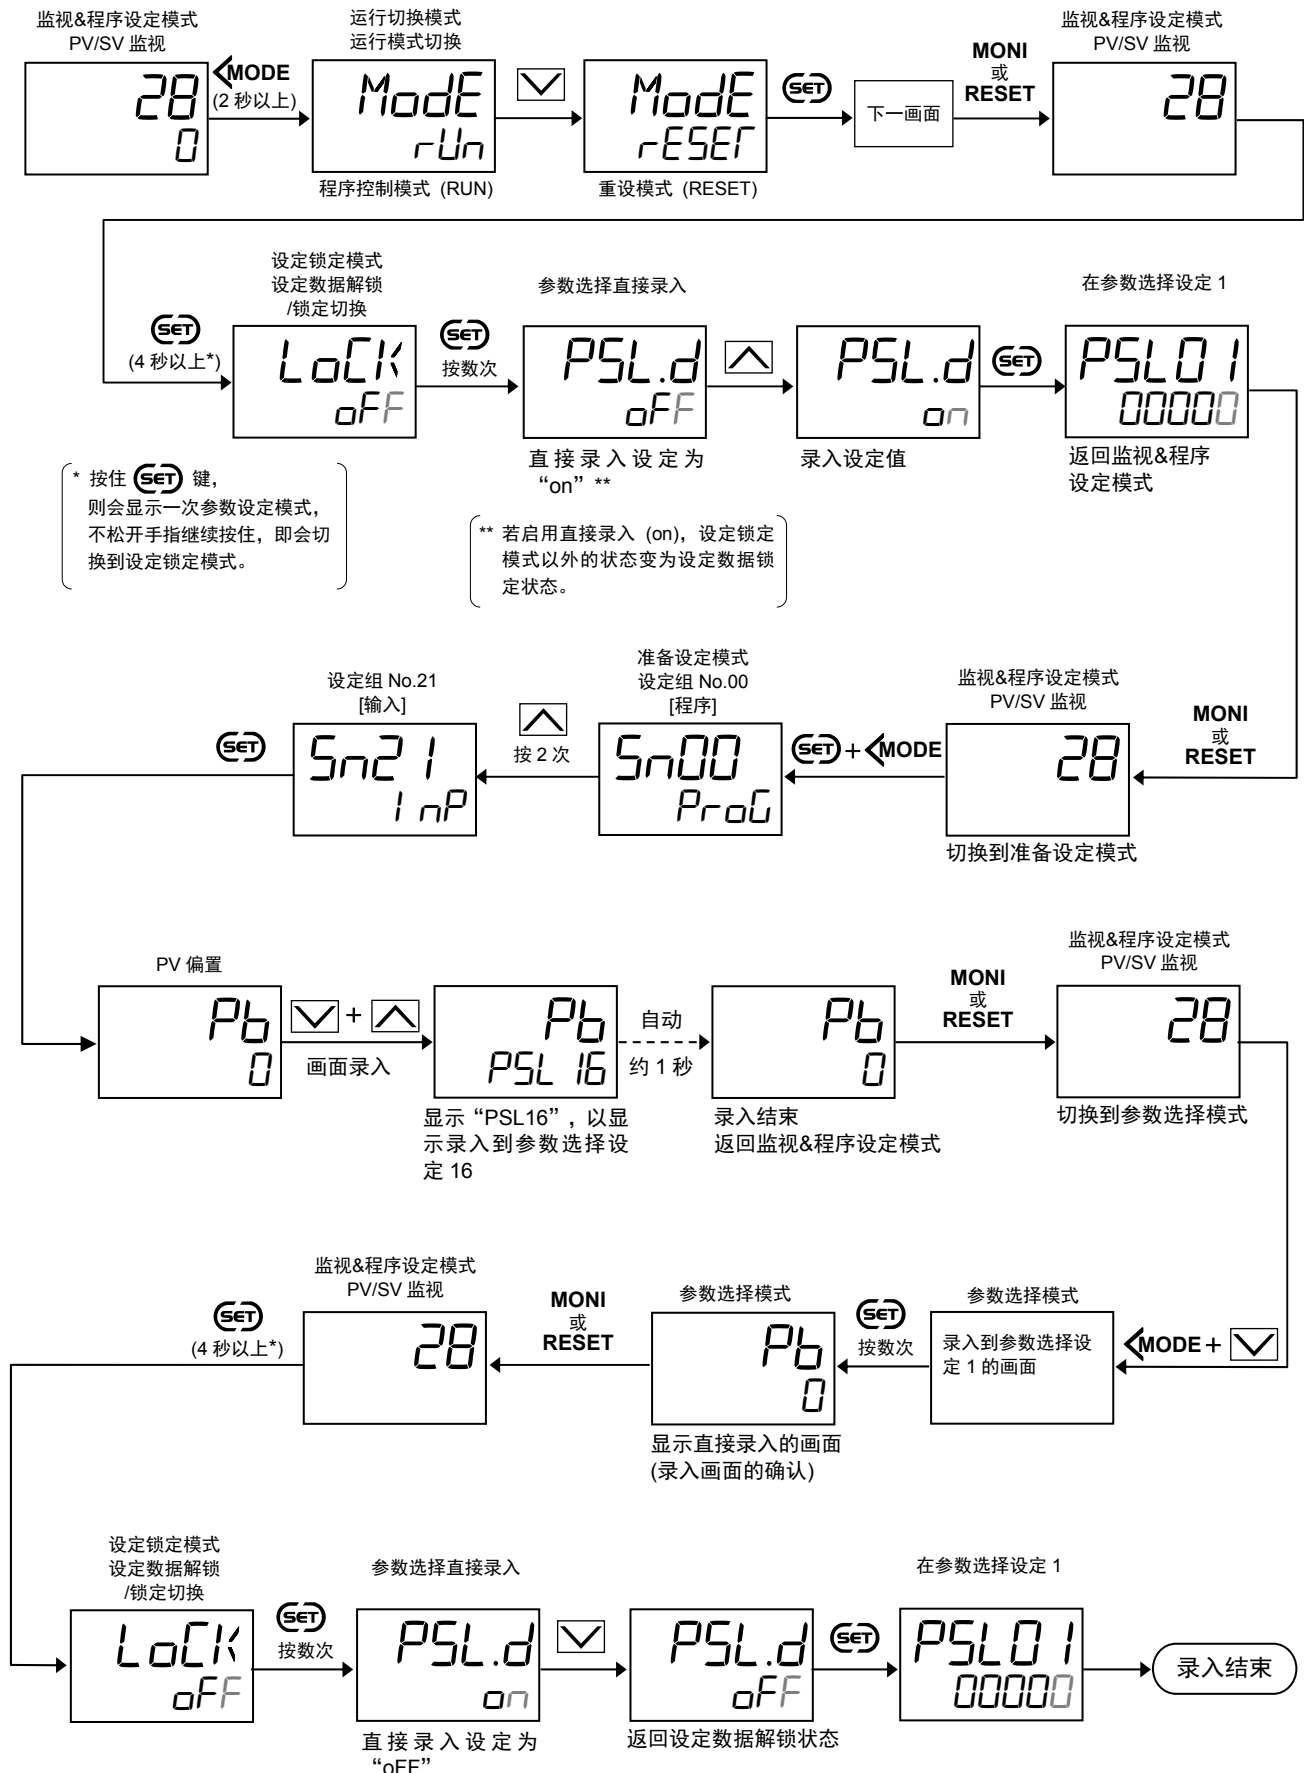 监视&程序设定模式
PV/SV 监视
28
0
MODE
(2 秒以上)
运行切换模式
运行模式切换
ModE
rUn
程序控制模式 (RUN)
ModE
rESET
重设模式 (RESET)
SET
下一画面
MONI
或
RESET
监视&程序设定模式
PV/SV 监视
28
SET
(4 秒以上*)
设定锁定模式
设定数据解锁
/锁定切换
LoCK
oFF
SET
按数次
参数选择直接录入
PSL.d
oFF
直接录入设定为
“on” **
PSL.d
on
录入设定值
SET
在参数选择设定 1
PSL01
00000
返回监视&程序
设定模式
* 按住 SET 键，
则会显示一次参数设定模式，
不松开手指继续按住，即会切
换到设定锁定模式。
** 若启用直接录入 (on)，设定锁定
模式以外的状态变为设定数据锁
定状态。
MONI
或
RESET
监视&程序设定模式
PV/SV 监视
28
切换到准备设定模式
SET + MODE
准备设定模式
设定组 No.00
[程序]
Sn00
ProG
按 2 次
设定组 No.21
[输入]
Sn21
InP
SET
PV 偏置
Pb
0
+
画面录入
Pb
PSL16
显示“PSL16”，以显
示录入到参数选择设
定 16
自动
约 1 秒
Pb
0
录入结束
返回监视&程序设定模式
MONI
或
RESET
监视&程序设定模式
PV/SV 监视
28
切换到参数选择模式
MODE +
参数选择模式
录入到参数选择设
定 1 的画面
SET
按数次
参数选择模式
Pb
0
显示直接录入的画面
(录入画面的确认)
MONI
或
RESET
监视&程序设定模式
PV/SV 监视
28
SET
(4 秒以上*)
设定锁定模式
设定数据解锁
/锁定切换
LoCK
oFF
SET
按数次
参数选择直接录入
PSL.d
on
直接录入设定为
“oFF”
PSL.d
oFF
返回设定数据解锁状态
SET
在参数选择设定 1
PSL01
00000
录入结束